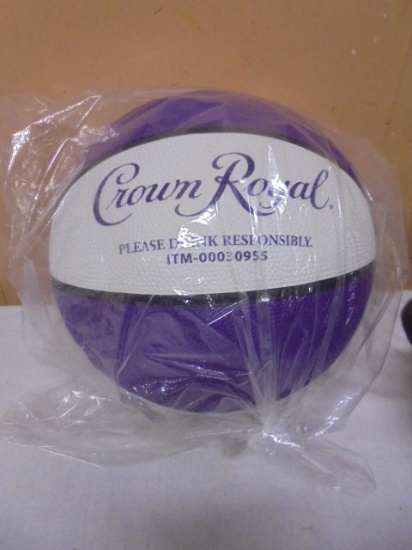 Crown Royal®
PLEASE DRINK RESPONSIBLY.
ITM-00030955